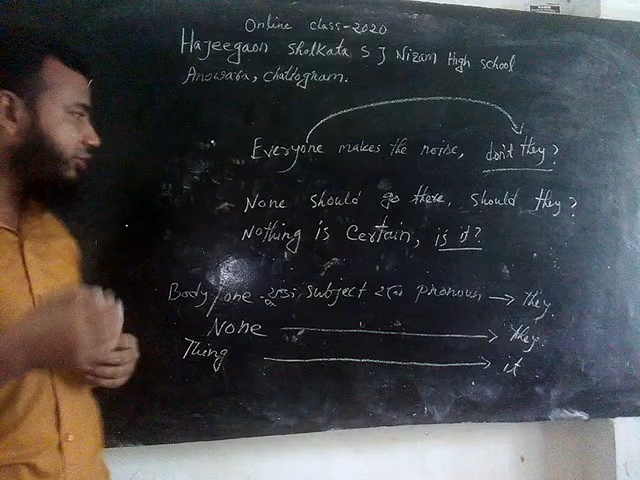 Online class-2020
Hajeegaon Sholkata S J Nizam High school
Anowara, Chattogram.
Everyone makes the noise, don't they?
None should go there, should they?
Nothing is Certain, is it?
Body/one যুক্ত subject হলে pronoun → they
None → they
Thing → it